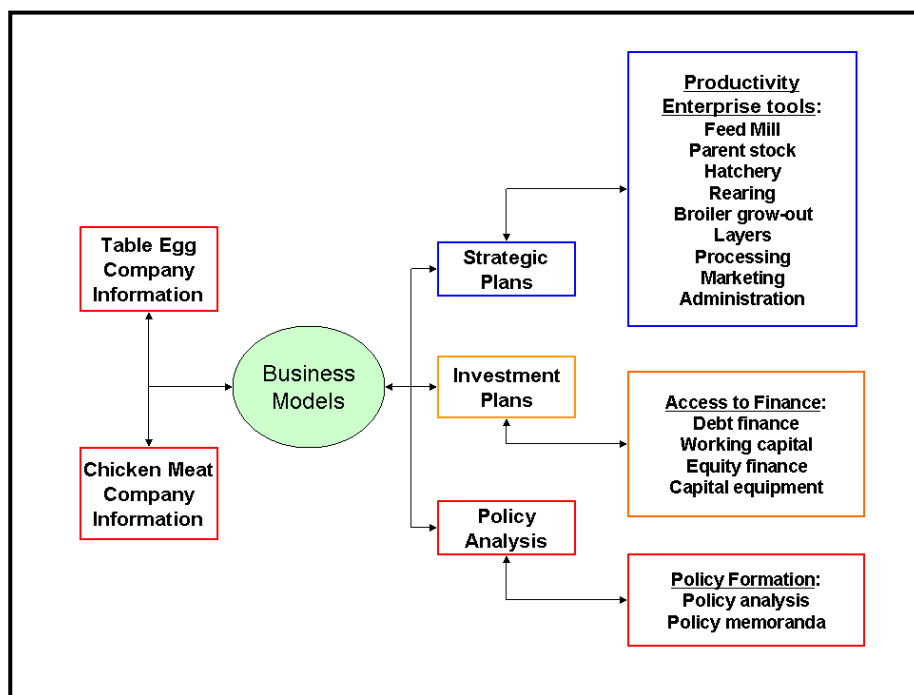 Table Egg
Company
Information
Chicken Meat
Company
Information
Business
Models
Strategic
Plans
Investment
Plans
Policy
Analysis
Productivity
Enterprise tools:
Feed Mill
Parent stock
Hatchery
Rearing
Broiler grow-out
Layers
Processing
Marketing
Administration
Access to Finance:
Debt finance
Working capital
Equity finance
Capital equipment
Policy Formation:
Policy analysis
Policy memoranda